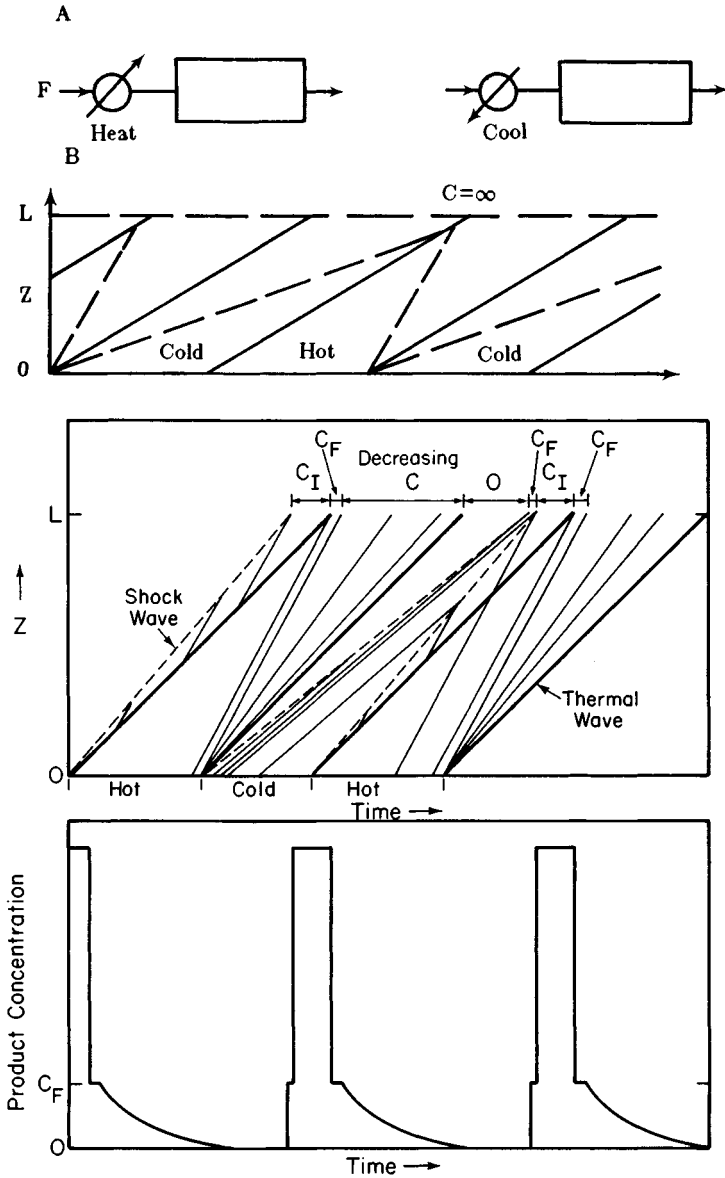 A
F
Heat
Cool
B
C=∞
L
Z
0
Cold
Hot
Cold
C_I
C_F
Decreasing
C
O
C_F
C_I
C_F
L
Z
Shock
Wave
Thermal
Wave
O
Hot
Cold
Hot
Time
Product Concentration
C_F
O
Time